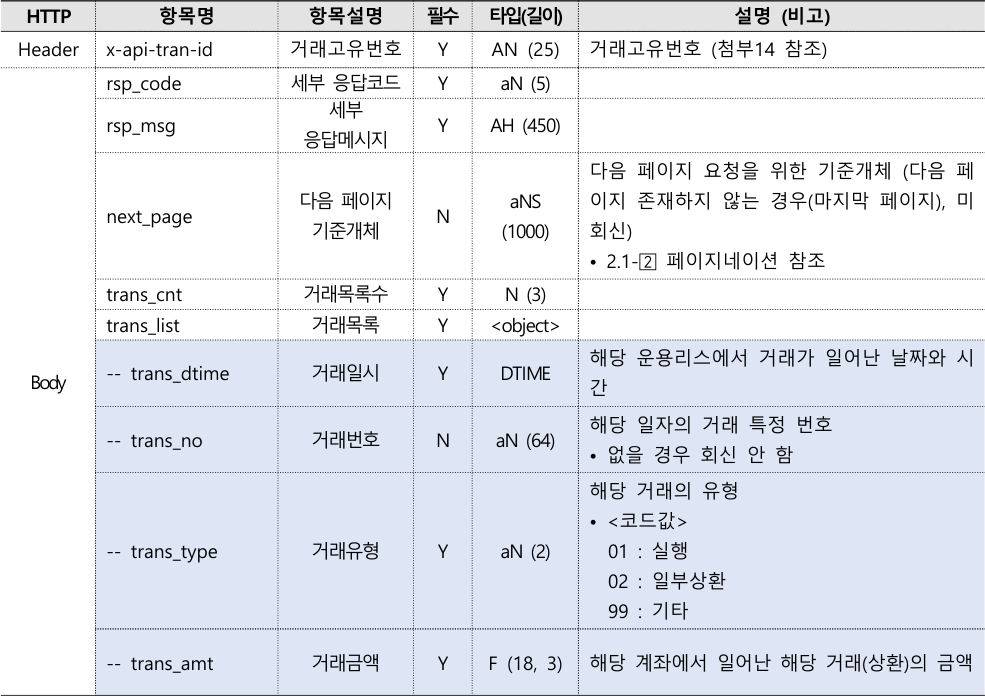 HTTP 항목명 항목설명 필수 타입(길이) 설명 (비고)
Header x-api-tran-id 거래고유번호 Y AN (25) 거래고유번호 (첨부14 참조)
Body
rsp_code 세부 응답코드 Y aN (5)
rsp_msg 세부
응답메시지 Y AH (450)
next_page 다음 페이지
기준개체 N aNS
(1000) 다음 페이지 요청을 위한 기준개체 (다음 페
이지 존재하지 않는 경우(마지막 페이지), 미
회신)
• 2.1-2 페이지네이션 참조
trans_cnt 거래목록수 Y N (3)
trans_list 거래목록 Y <object>
-- trans_dtime 거래일시 Y DTIME 해당 운용리스에서 거래가 일어난 날짜와 시
간
-- trans_no 거래번호 N aN (64) 해당 일자의 거래 특정 번호
• 없을 경우 회신 안 함
-- trans_type 거래유형 Y aN (2) 해당 거래의 유형
• <코드값>
01 : 실행
02 : 일부상환
99 : 기타
-- trans_amt 거래금액 Y F (18, 3) 해당 계좌에서 일어난 해당 거래(상환)의 금액